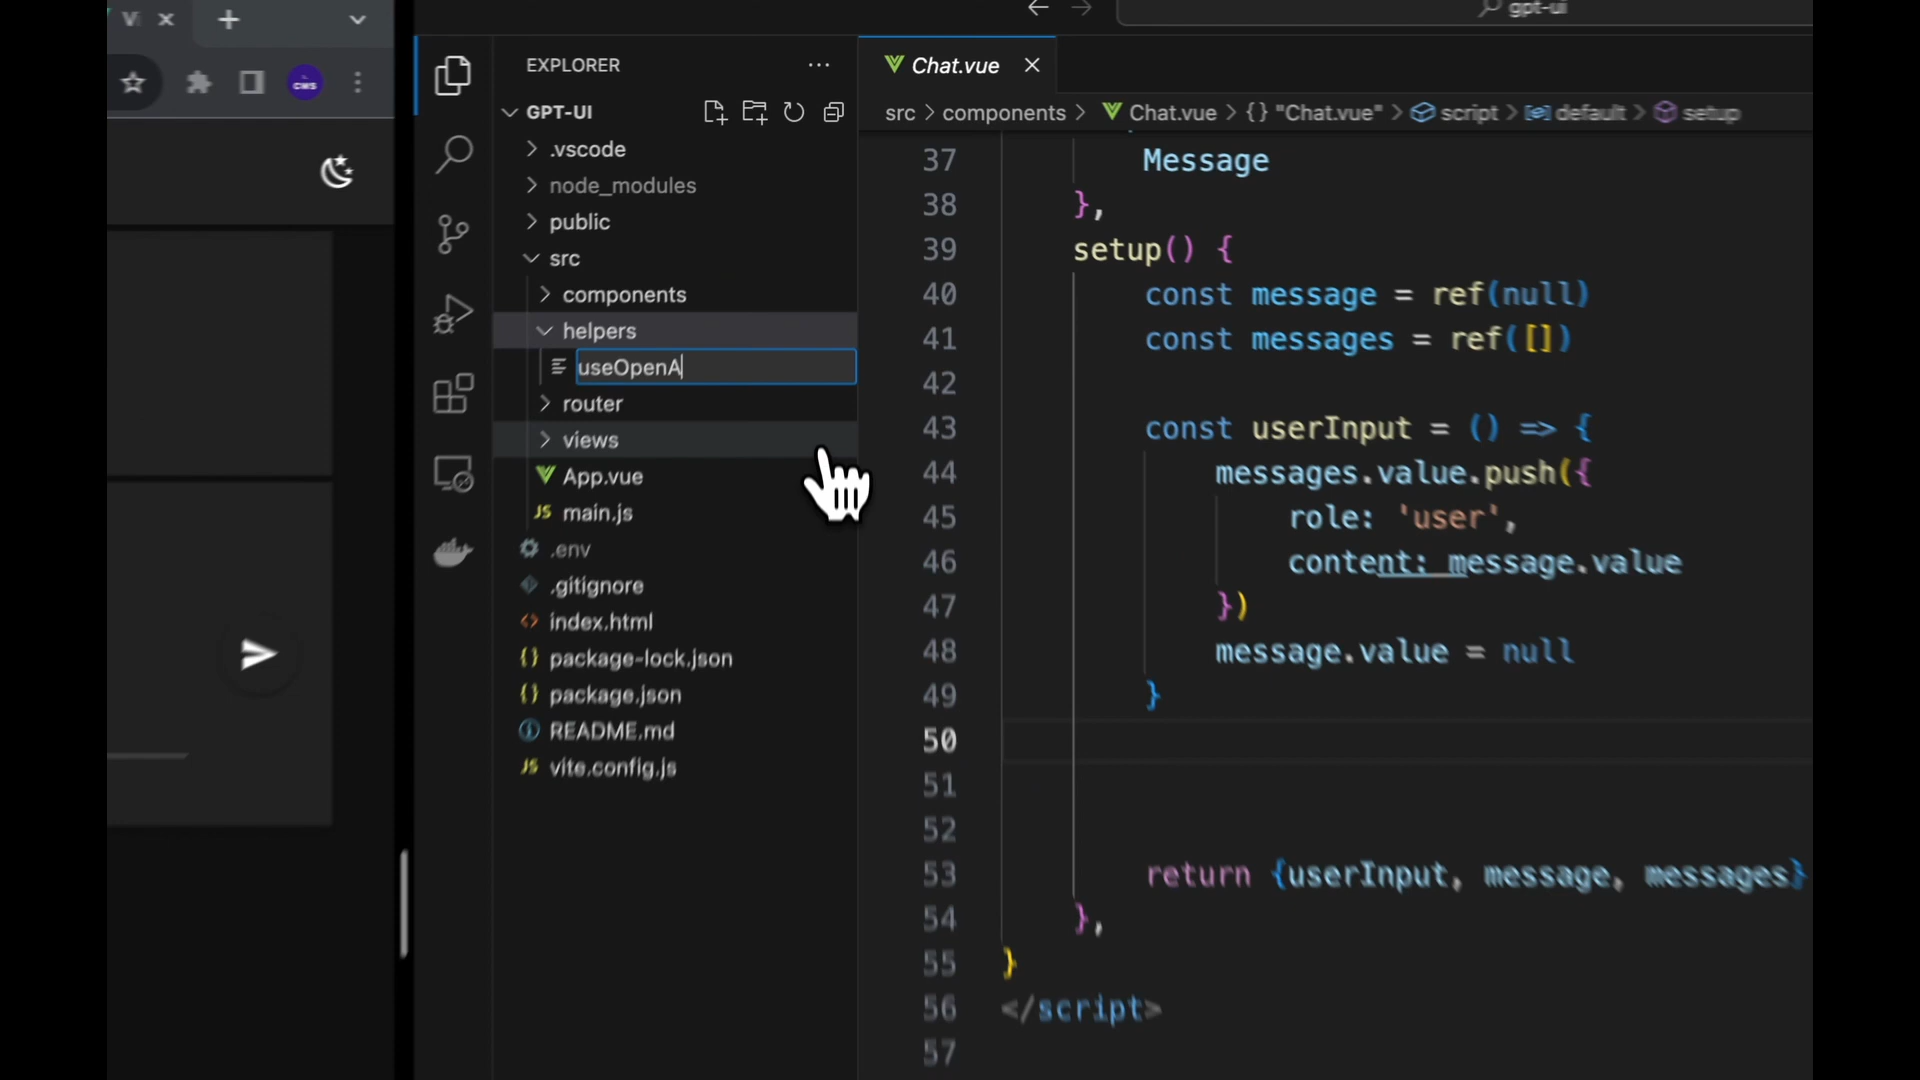 V
cws
EXPLORER
GPT-UI
.vscode
node_modules
public
src
components
helpers
useOpenA
router
views
App.vue
JS main.js
.env
.gitignore
index.html
{} package-lock.json
{} package.json
README.md
JS vite.config.js
gpt-ui
Chat.vue
src > components > Chat.vue > {} "Chat.vue" > script > default > setup
37 Message
38 },
39 setup() {
40 const message = ref(null)
41 const messages = ref([])
42
43 const userInput = () => {
44 messages.value.push({
45 role: 'user',
46 content: message.value
47 })
48 message.value = null
49 }
50
51
52
53 return {userInput, message, messages}
54 },
55 }
56 </script>
57